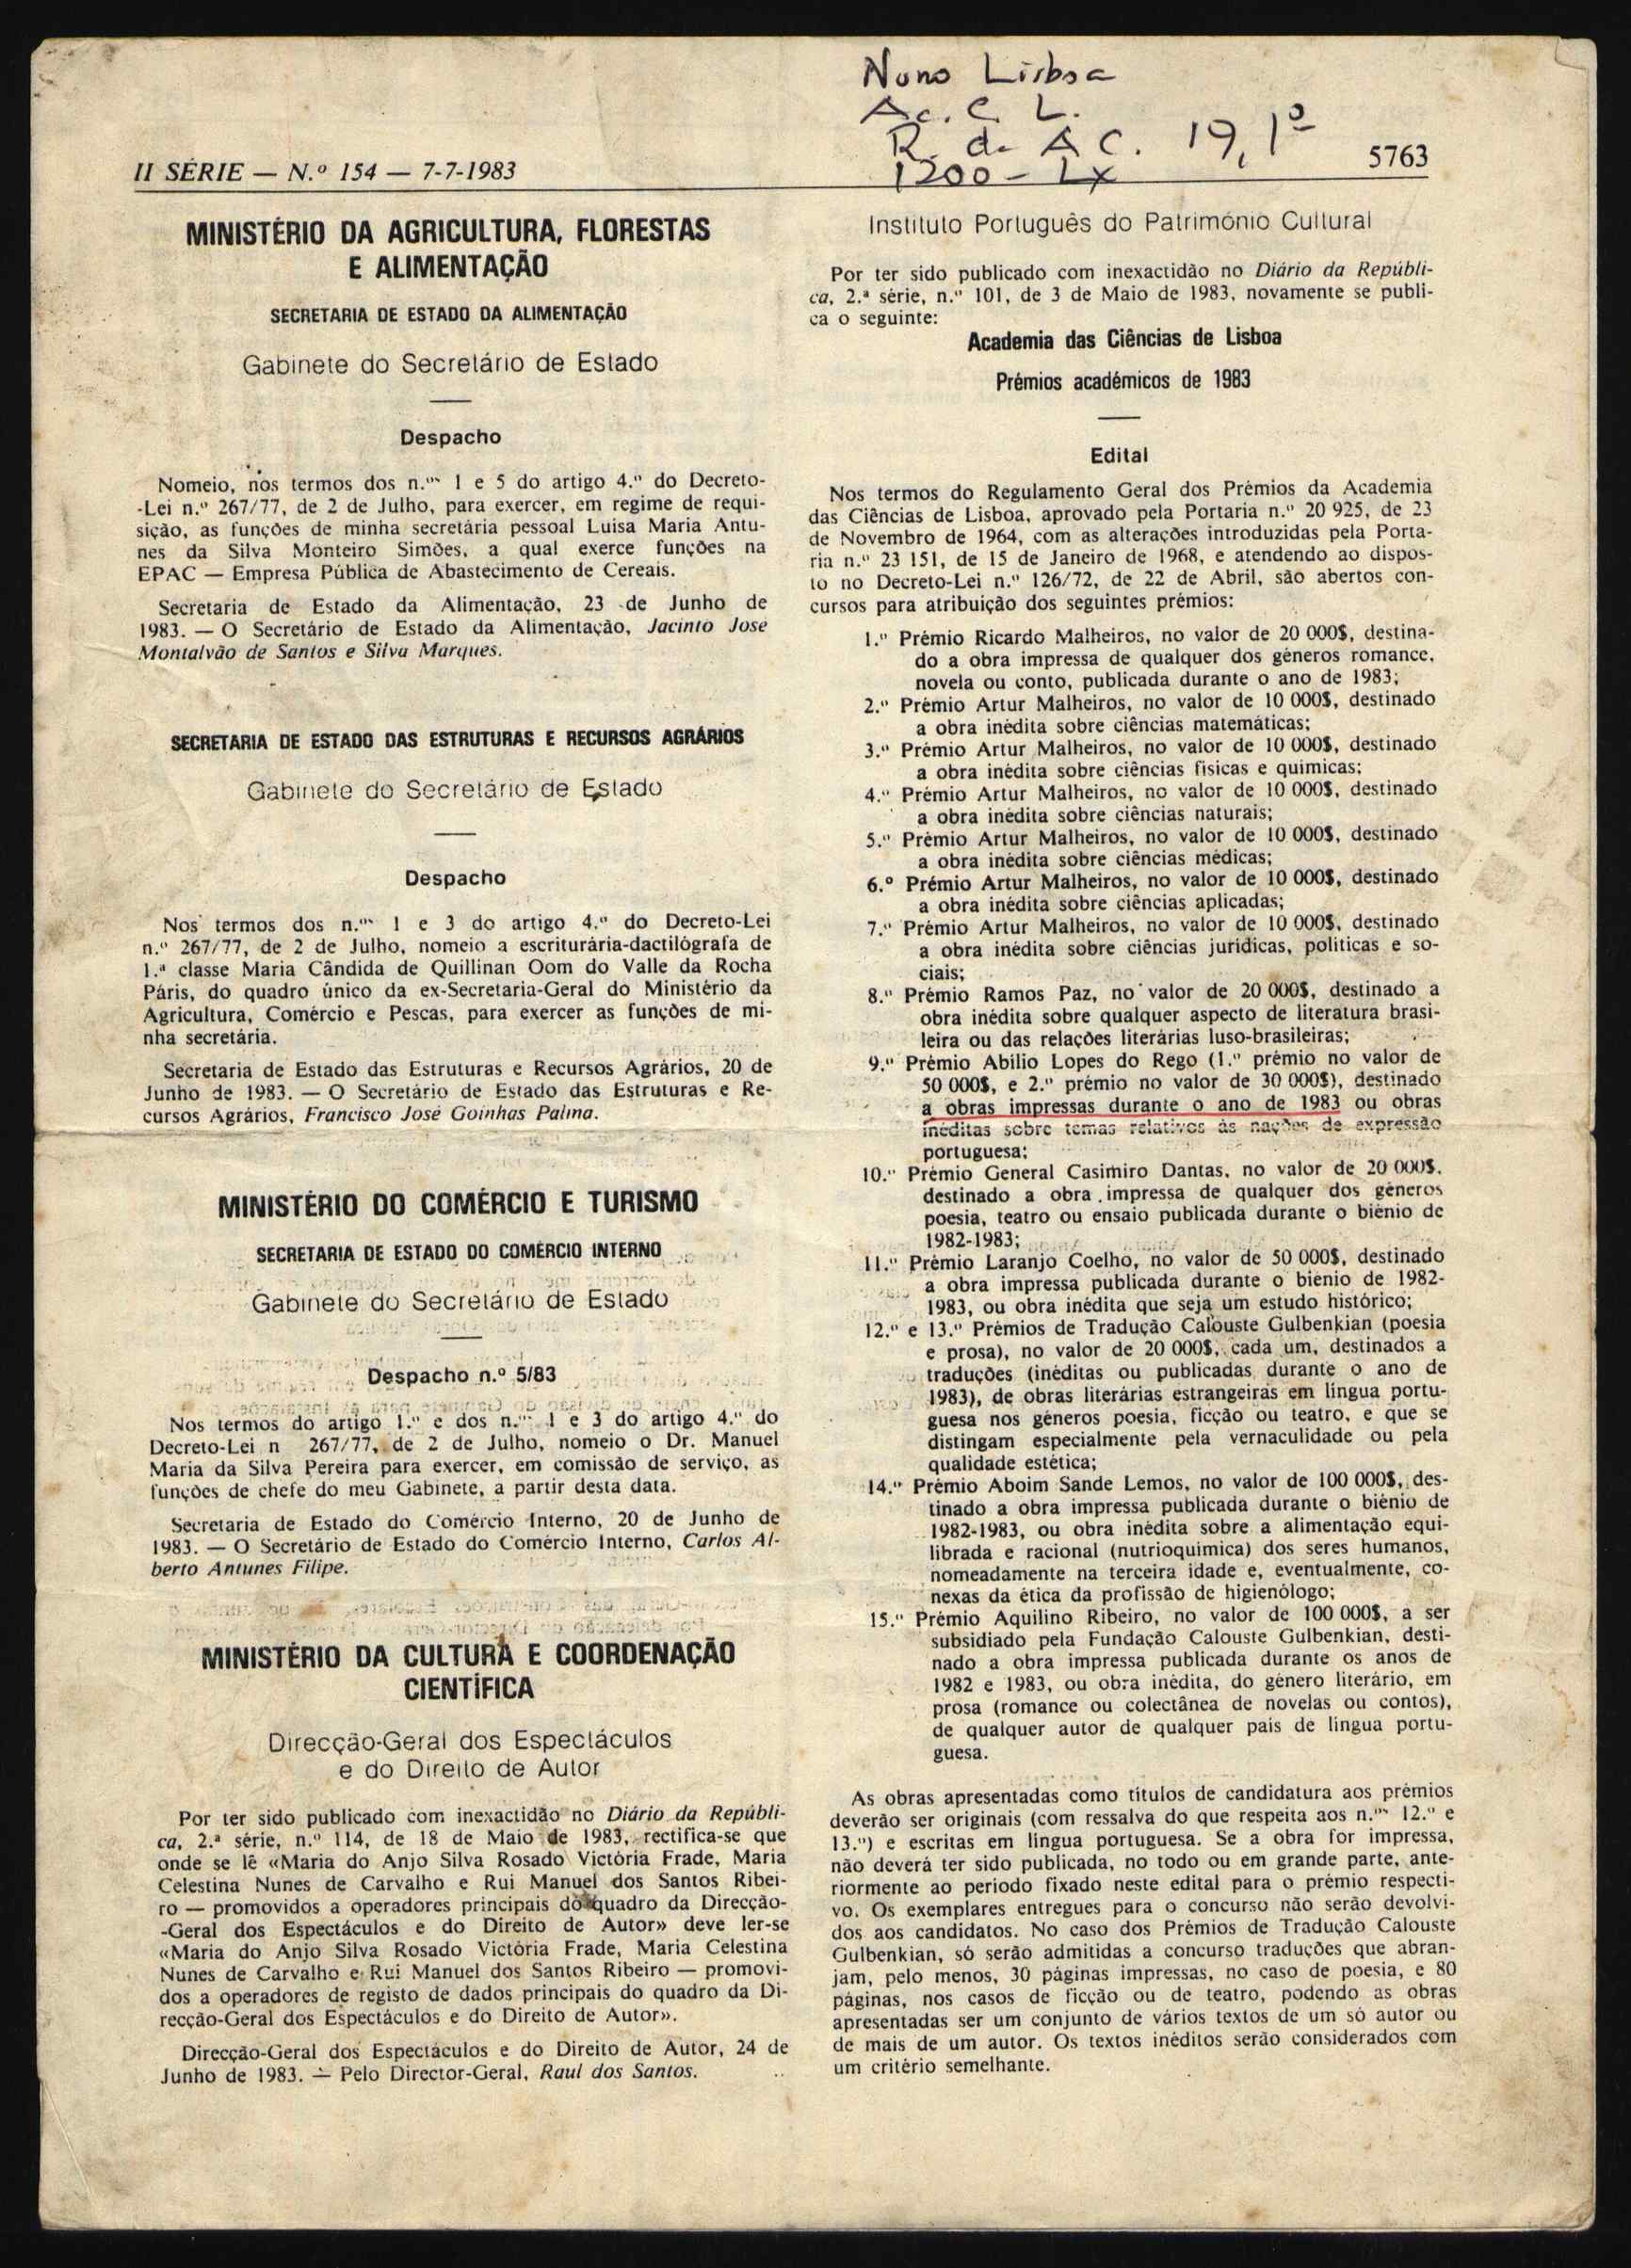 Nuno Lisboa
Ac. C. L.
R. da A C. 19, 1º
1200 - Lx
II SÉRIE — N.º 154 — 7-7-1983
5763
MINISTÉRIO DA AGRICULTURA, FLORESTAS
E ALIMENTAÇÃO
SECRETARIA DE ESTADO DA ALIMENTAÇÃO
Gabinete do Secretário de Estado
Despacho
Nomeio, nos termos dos n.os 1 e 5 do artigo 4.º do Decreto-
-Lei n.º 267/77, de 2 de Julho, para exercer, em regime de requi-
sição, as funções de minha secretária pessoal Luísa Maria Antu-
nes da Silva Monteiro Simões, a qual exerce funções na
EPAC — Empresa Pública de Abastecimento de Cereais.
Secretaria de Estado da Alimentação, 23 de Junho de
1983. — O Secretário de Estado da Alimentação, Jacinto José
Montalvão de Santos e Silva Marques.
SECRETARIA DE ESTADO DAS ESTRUTURAS E RECURSOS AGRÁRIOS
Gabinete do Secretário de Estado
Despacho
Nos termos dos n.os 1 e 3 do artigo 4.º do Decreto-Lei
n.º 267/77, de 2 de Julho, nomeio a escriturária-dactilógrafa de
1.ª classe Maria Cândida de Quillinan Oom do Valle da Rocha
Páris, do quadro único da ex-Secretaria-Geral do Ministério da
Agricultura, Comércio e Pescas, para exercer as funções de mi-
nha secretária.
Secretaria de Estado das Estruturas e Recursos Agrários, 20 de
Junho de 1983. — O Secretário de Estado das Estruturas e Re-
cursos Agrários, Francisco José Goinhas Palma.
MINISTÉRIO DO COMÉRCIO E TURISMO
SECRETARIA DE ESTADO DO COMÉRCIO INTERNO
Gabinete do Secretário de Estado
Despacho n.º 5/83
Nos termos do artigo 1.º e dos n.os 1 e 3 do artigo 4.º do
Decreto-Lei n 267/77, de 2 de Julho, nomeio o Dr. Manuel
Maria da Silva Pereira para exercer, em comissão de serviço, as
funções de chefe do meu Gabinete, a partir desta data.
Secretaria de Estado do Comércio Interno, 20 de Junho de
1983. — O Secretário de Estado do Comércio Interno, Carlos Al-
berto Antunes Filipe.
MINISTÉRIO DA CULTURA E COORDENAÇÃO
CIENTÍFICA
Direcção-Geral dos Espectáculos
e do Direito de Autor
Por ter sido publicado com inexactidão no Diário da Repúbli-
ca, 2.ª série, n.º 114, de 18 de Maio de 1983, rectifica-se que
onde se lê «Maria do Anjo Silva Rosado Victória Frade, Maria
Celestina Nunes de Carvalho e Rui Manuel dos Santos Ribei-
ro — promovidos a operadores principais do quadro da Direcção-
-Geral dos Espectáculos e do Direito de Autor» deve ler-se
«Maria do Anjo Silva Rosado Victória Frade, Maria Celestina
Nunes de Carvalho e Rui Manuel dos Santos Ribeiro — promovi-
dos a operadores de registo de dados principais do quadro da Di-
recção-Geral dos Espectáculos e do Direito de Autor».
Direcção-Geral dos Espectáculos e do Direito de Autor, 24 de
Junho de 1983. — Pelo Director-Geral, Raul dos Santos.
Instituto Português do Património Cultural
Por ter sido publicado com inexactidão no Diário da Repúbli-
ca, 2.ª série, n.º 101, de 3 de Maio de 1983, novamente se publi-
ca o seguinte:
Academia das Ciências de Lisboa
Prémios académicos de 1983
Edital
Nos termos do Regulamento Geral dos Prémios da Academia
das Ciências de Lisboa, aprovado pela Portaria n.º 20 925, de 23
de Novembro de 1964, com as alterações introduzidas pela Porta-
ria n.º 23 151, de 15 de Janeiro de 1968, e atendendo ao dispos-
to no Decreto-Lei n.º 126/72, de 22 de Abril, são abertos con-
cursos para atribuição dos seguintes prémios:
1.º Prémio Ricardo Malheiros, no valor de 20 000$, destina-
do a obra impressa de qualquer dos géneros romance,
novela ou conto, publicada durante o ano de 1983;
2.º Prémio Artur Malheiros, no valor de 10 000$, destinado
a obra inédita sobre ciências matemáticas;
3.º Prémio Artur Malheiros, no valor de 10 000$, destinado
a obra inédita sobre ciências físicas e químicas;
4.º Prémio Artur Malheiros, no valor de 10 000$, destinado
a obra inédita sobre ciências naturais;
5.º Prémio Artur Malheiros, no valor de 10 000$, destinado
a obra inédita sobre ciências médicas;
6.º Prémio Artur Malheiros, no valor de 10 000$, destinado
a obra inédita sobre ciências aplicadas;
7.º Prémio Artur Malheiros, no valor de 10 000$, destinado
a obra inédita sobre ciências jurídicas, políticas e so-
ciais;
8.º Prémio Ramos Paz, no valor de 20 000$, destinado a
obra inédita sobre qualquer aspecto de literatura brasi-
leira ou das relações literárias luso-brasileiras;
9.º Prémio Abílio Lopes do Rego (1.º prémio no valor de
50 000$, e 2.º prémio no valor de 30 000$), destinado
a obras impressas durante o ano de 1983 ou obras
inéditas sobre temas relativos às nações de expressão
portuguesa;
10.º Prémio General Casimiro Dantas, no valor de 20 000$,
destinado a obra impressa de qualquer dos géneros
poesia, teatro ou ensaio publicada durante o biénio de
1982-1983;
11.º Prémio Laranjo Coelho, no valor de 50 000$, destinado
a obra impressa publicada durante o biénio de 1982-
1983, ou obra inédita que seja um estudo histórico;
12.º e 13.º Prémios de Tradução Calouste Gulbenkian (poesia
e prosa), no valor de 20 000$, cada um, destinados a
traduções (inéditas ou publicadas durante o ano de
1983), de obras literárias estrangeiras em língua portu-
guesa nos géneros poesia, ficção ou teatro, e que se
distingam especialmente pela vernaculidade ou pela
qualidade estética;
14.º Prémio Aboim Sande Lemos, no valor de 100 000$, des-
tinado a obra impressa publicada durante o biénio de
1982-1983, ou obra inédita sobre a alimentação equi-
librada e racional (nutrioquímica) dos seres humanos,
nomeadamente na terceira idade e, eventualmente, co-
nexas da ética da profissão de higienólogo;
15.º Prémio Aquilino Ribeiro, no valor de 100 000$, a ser
subsidiado pela Fundação Calouste Gulbenkian, desti-
nado a obra impressa publicada durante os anos de
1982 e 1983, ou obra inédita, do género literário, em
prosa (romance ou colectânea de novelas ou contos),
de qualquer autor de qualquer país de língua portu-
guesa.
As obras apresentadas como títulos de candidatura aos prémios
deverão ser originais (com ressalva do que respeita aos n.os 12.º e
13.º) e escritas em língua portuguesa. Se a obra for impressa,
não deverá ter sido publicada, no todo ou em grande parte, ante-
riormente ao período fixado neste edital para o prémio respecti-
vo. Os exemplares entregues para o concurso não serão devolvi-
dos aos candidatos. No caso dos Prémios de Tradução Calouste
Gulbenkian, só serão admitidas a concurso traduções que abran-
jam, pelo menos, 30 páginas impressas, no caso de poesia, e 80
páginas, nos casos de ficção ou de teatro, podendo as obras
apresentadas ser um conjunto de vários textos de um só autor ou
de mais de um autor. Os textos inéditos serão considerados com
um critério semelhante.